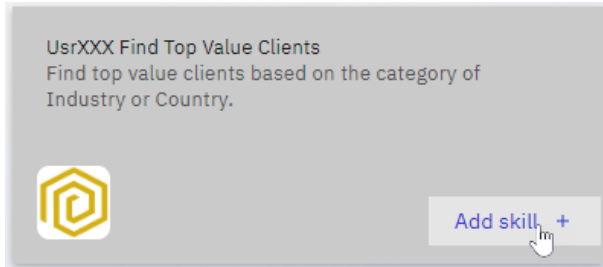 UsrXXX Find Top Value Clients
Find top value clients based on the category of
Industry or Country.
Add skill +